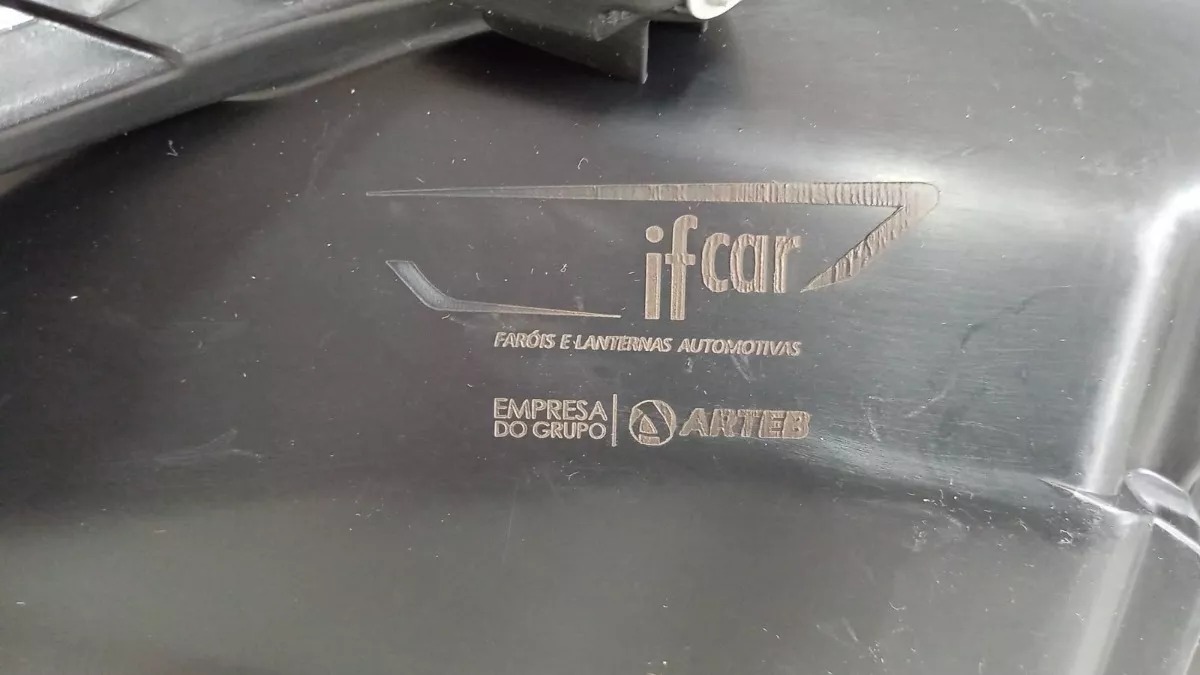 ifcar
FARÓIS E LANTERNAS AUTOMOTIVAS
EMPRESA
DO GRUPO
ARTEB